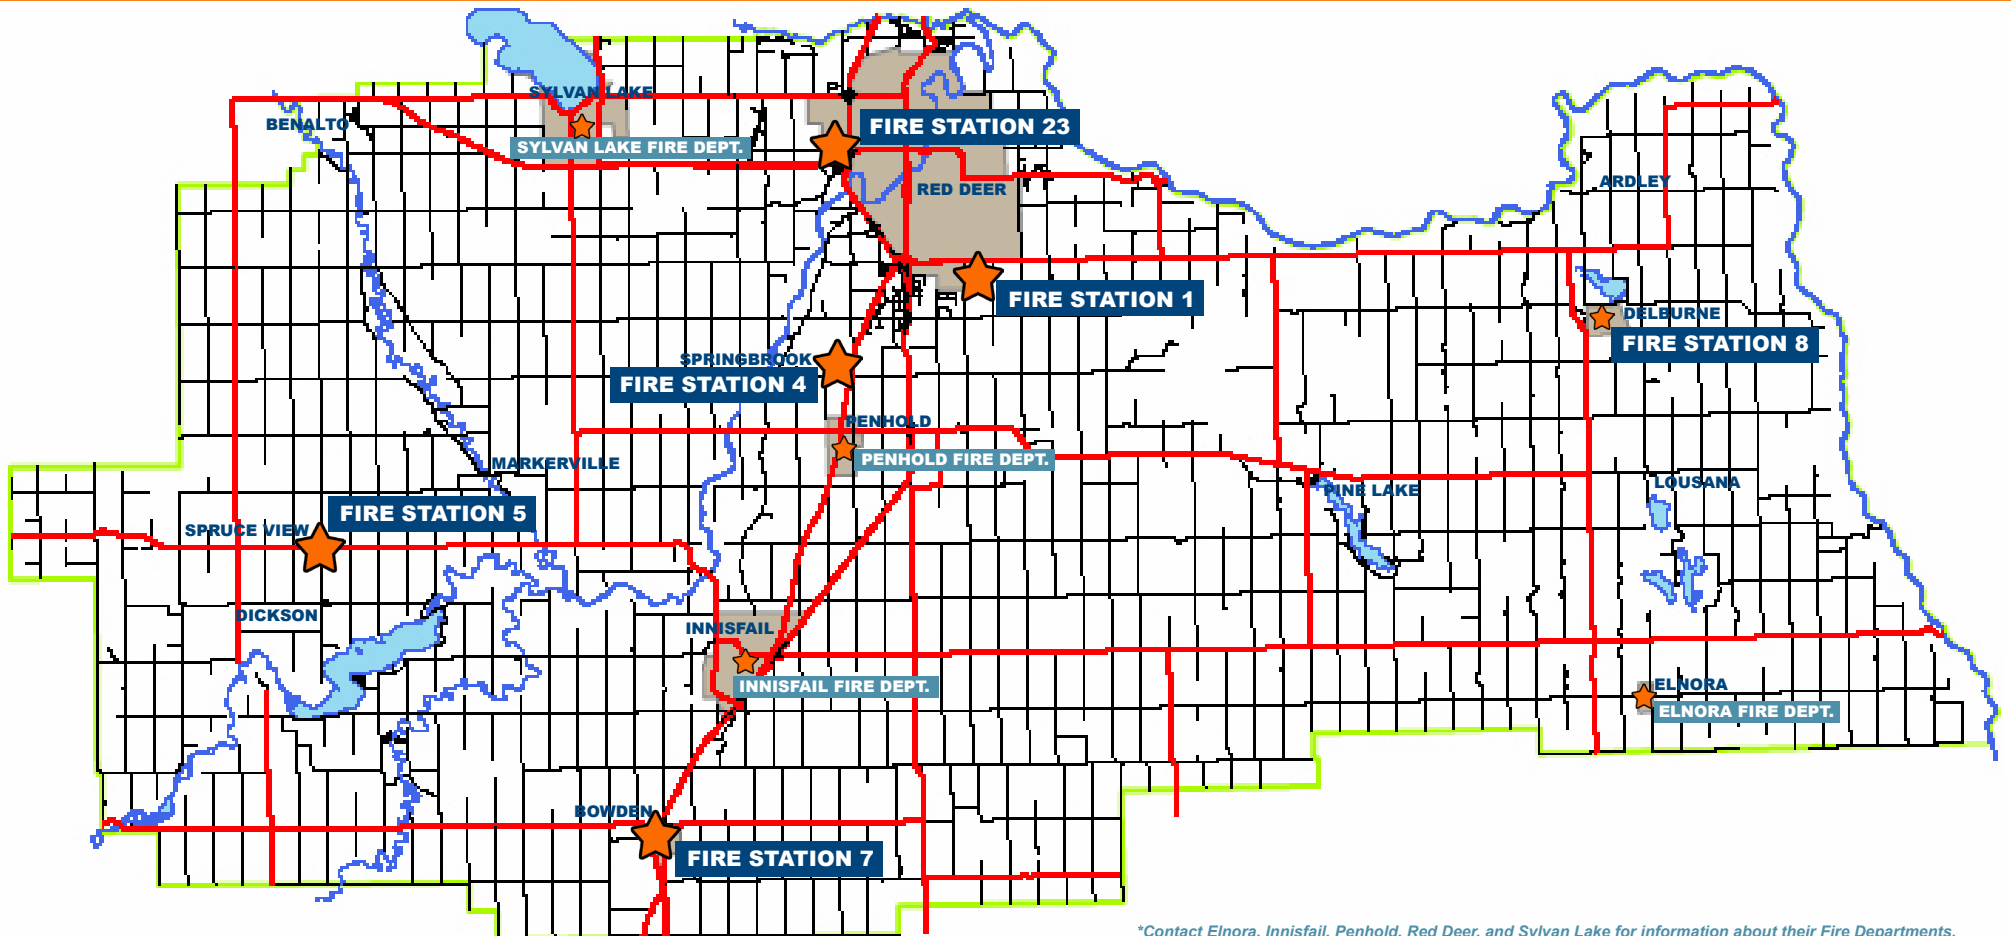 SYLVAN LAKE
BENALTO
FIRE STATION 23
SYLVAN LAKE FIRE DEPT.
RED DEER
ARDLEY
FIRE STATION 1
DELBURNE
FIRE STATION 8
SPRINGBROOK
FIRE STATION 4
PENHOLD
PENHOLD FIRE DEPT.
MARKERVILLE
PINE LAKE
LOUSANA
FIRE STATION 5
SPRUCE VIEW
DICKSON
INNISFAIL
INNISFAIL FIRE DEPT.
ELNORA
ELNORA FIRE DEPT.
BOWDEN
FIRE STATION 7
*Contact Elnora, Innisfail, Penhold, Red Deer, and Sylvan Lake for information about their Fire Departments.